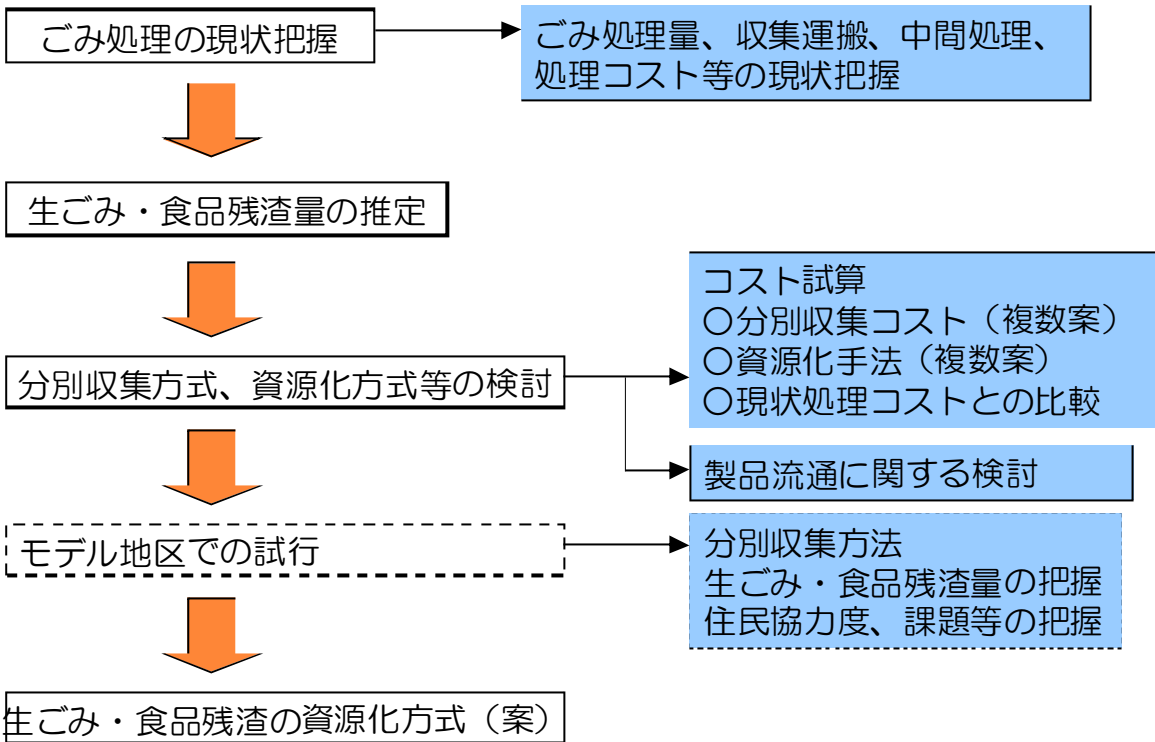 ごみ処理の現状把握
ごみ処理量、収集運搬、中間処理、
処理コスト等の現状把握
生ごみ・食品残渣量の推定
分別収集方式、資源化方式等の検討
コスト試算
○分別収集コスト（複数案）
○資源化手法（複数案）
○現状処理コストとの比較
製品流通に関する検討
モデル地区での試行
分別収集方法
生ごみ・食品残渣量の把握
住民協力度、課題等の把握
生ごみ・食品残渣の資源化方式（案）